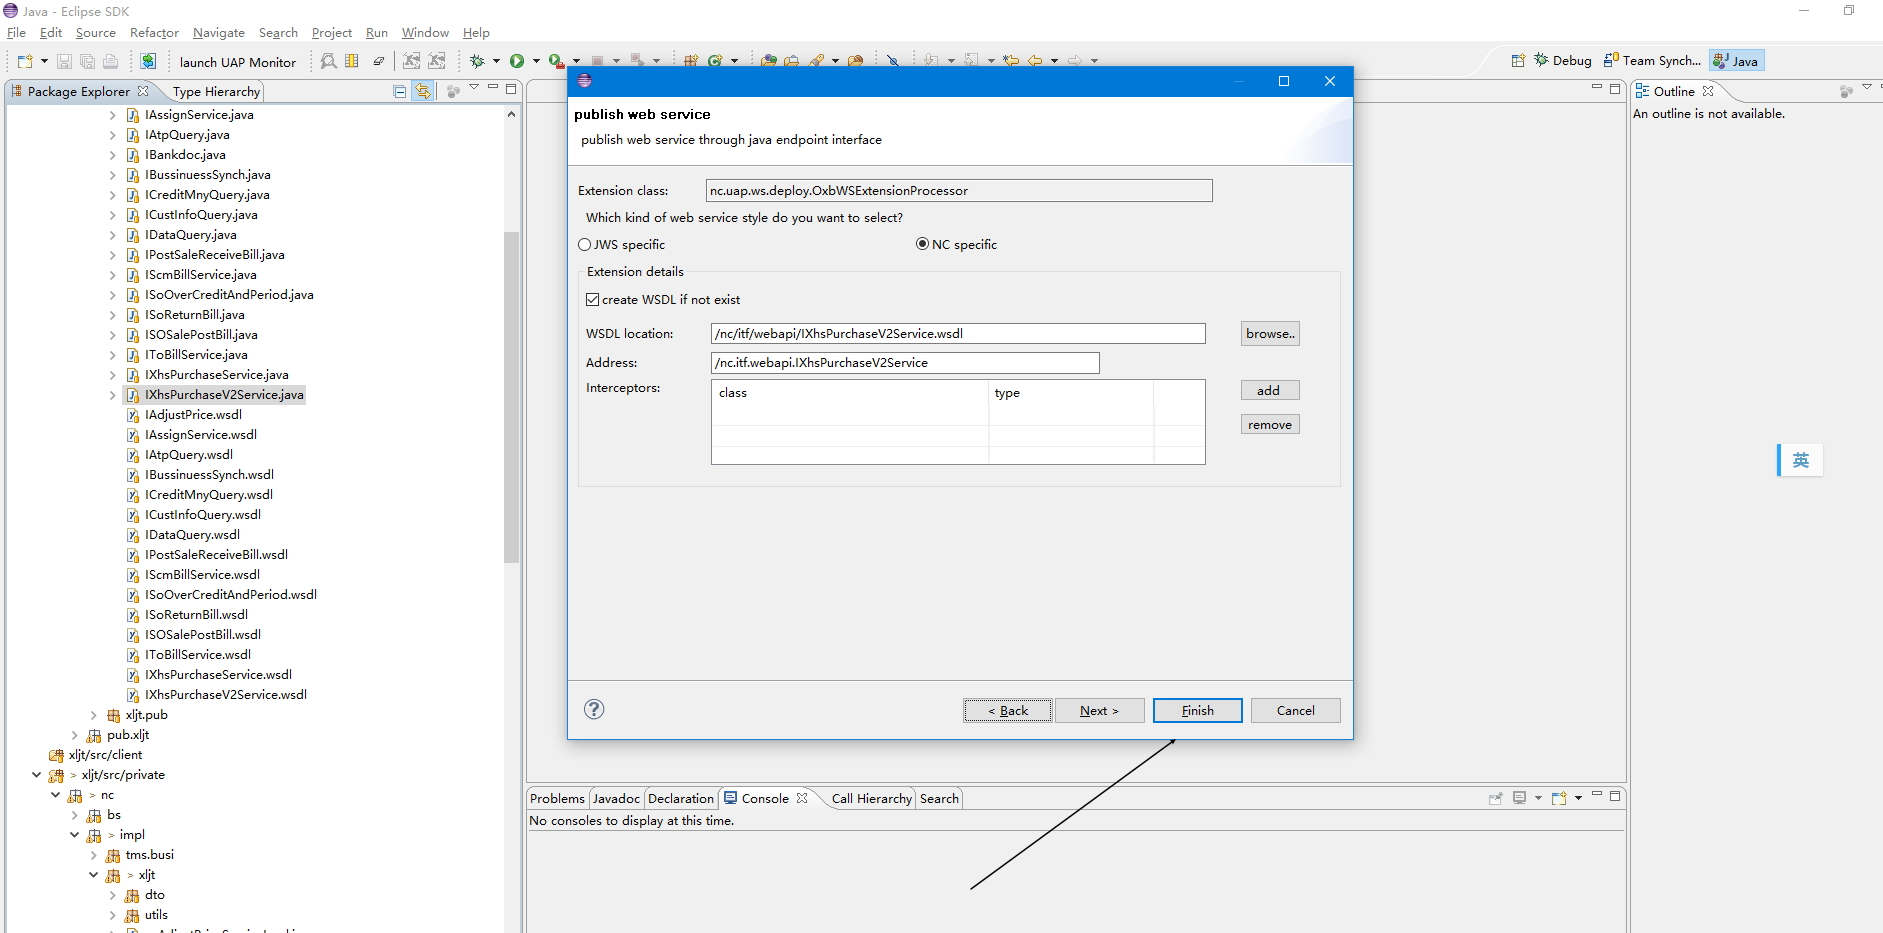 Java - Eclipse SDK
File Edit Source Refactor Navigate Search Project Run Window Help
launch UAP Monitor
Debug Team Synch... Java
Package Explorer Type Hierarchy
IAssignService.java
IAtpQuery.java
IBankdoc.java
IBussinuessSynch.java
ICreditMnyQuery.java
ICustInfoQuery.java
IDataQuery.java
IPostSaleReceiveBill.java
IScmBillService.java
ISoOverCreditAndPeriod.java
ISoReturnBill.java
ISOSalePostBill.java
IToBillService.java
IXhsPurchaseService.java
IXhsPurchaseV2Service.java
IAdjustPrice.wsdl
IAssignService.wsdl
IAtpQuery.wsdl
IBussinuessSynch.wsdl
ICreditMnyQuery.wsdl
ICustInfoQuery.wsdl
IDataQuery.wsdl
IPostSaleReceiveBill.wsdl
IScmBillService.wsdl
ISoOverCreditAndPeriod.wsdl
ISoReturnBill.wsdl
ISOSalePostBill.wsdl
IToBillService.wsdl
IXhsPurchaseService.wsdl
IXhsPurchaseV2Service.wsdl
xljt.pub
pub.xljt
xljt/src/client
> xljt/src/private
> nc
bs
> impl
tms.busi
> xljt
dto
utils
publish web service
publish web service through java endpoint interface
Extension class: nc.uap.ws.deploy.OxbWSExtensionProcessor
Which kind of web service style do you want to select?
JWS specific NC specific
Extension details
create WSDL if not exist
WSDL location: /nc/itf/webapi/IXhsPurchaseV2Service.wsdl browse..
Address: /nc.itf.webapi.IXhsPurchaseV2Service
Interceptors: class type add
remove
? < Back Next > Finish Cancel
Outline
An outline is not available.
英
Problems Javadoc Declaration Console Call Hierarchy Search
No consoles to display at this time.